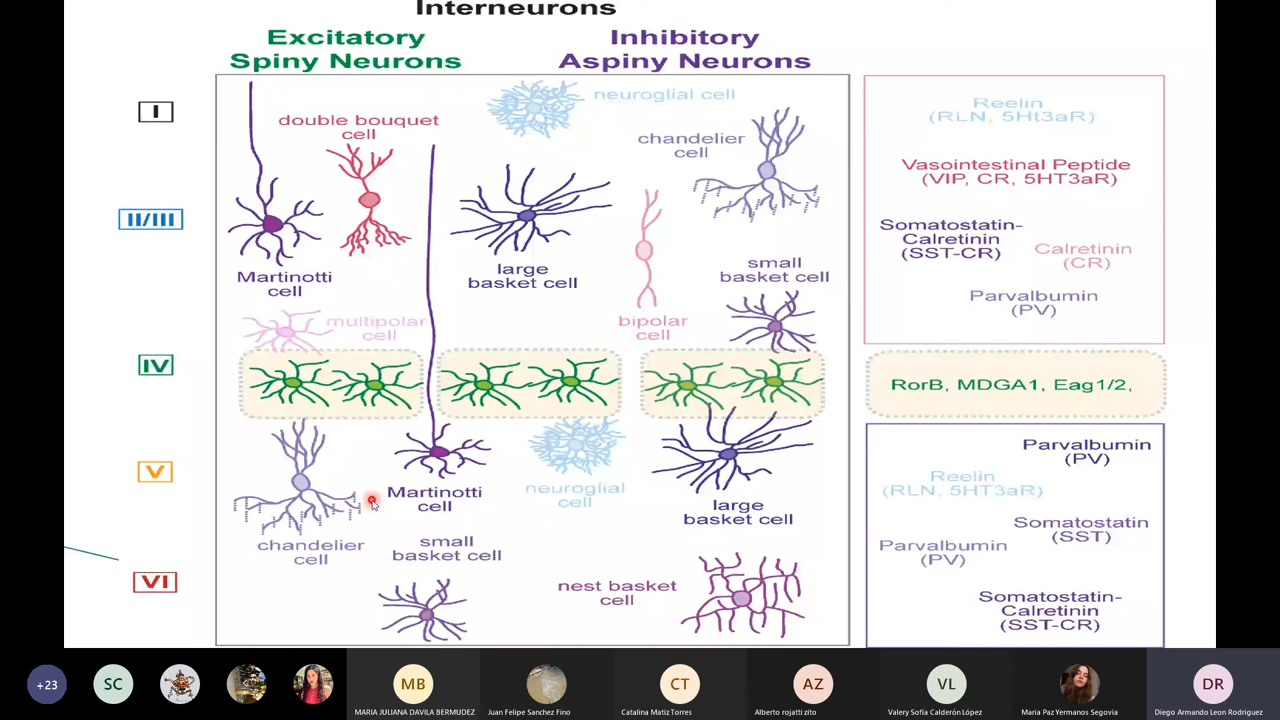 Interneurons
Excitatory
Spiny Neurons
Inhibitory
Aspiny Neurons
I
II/III
IV
V
VI
neuroglial cell
double bouquet
cell
chandelier
cell
Martinotti
cell
large
basket cell
small
basket cell
multipolar
cell
bipolar
cell
Martinotti
cell
neuroglial
cell
large
basket cell
chandelier
cell
small
basket cell
nest basket
cell
Reelin
(RLN, 5Ht3aR)
Vasointestinal Peptide
(VIP, CR, 5HT3aR)
Somatostatin-
Calretinin
(SST-CR)
Calretinin
(CR)
Parvalbumin
(PV)
RorB, MDGA1, Eag1/2,
Parvalbumin
(PV)
Reelin
(RLN, 5HT3aR)
Somatostatin
(SST)
Parvalbumin
(PV)
Somatostatin-
Calretinin
(SST-CR)
+23
SC
MB
CT
AZ
VL
DR
MARIA JULIANA DAVILA BERMUDEZ
Juan Felipe Sanchez Fino
Catalina Matiz Torres
Alberto rojatti zito
Valery Sofía Calderón López
Maria Paz Yermanos Segovia
Diego Armando Leon Rodriguez